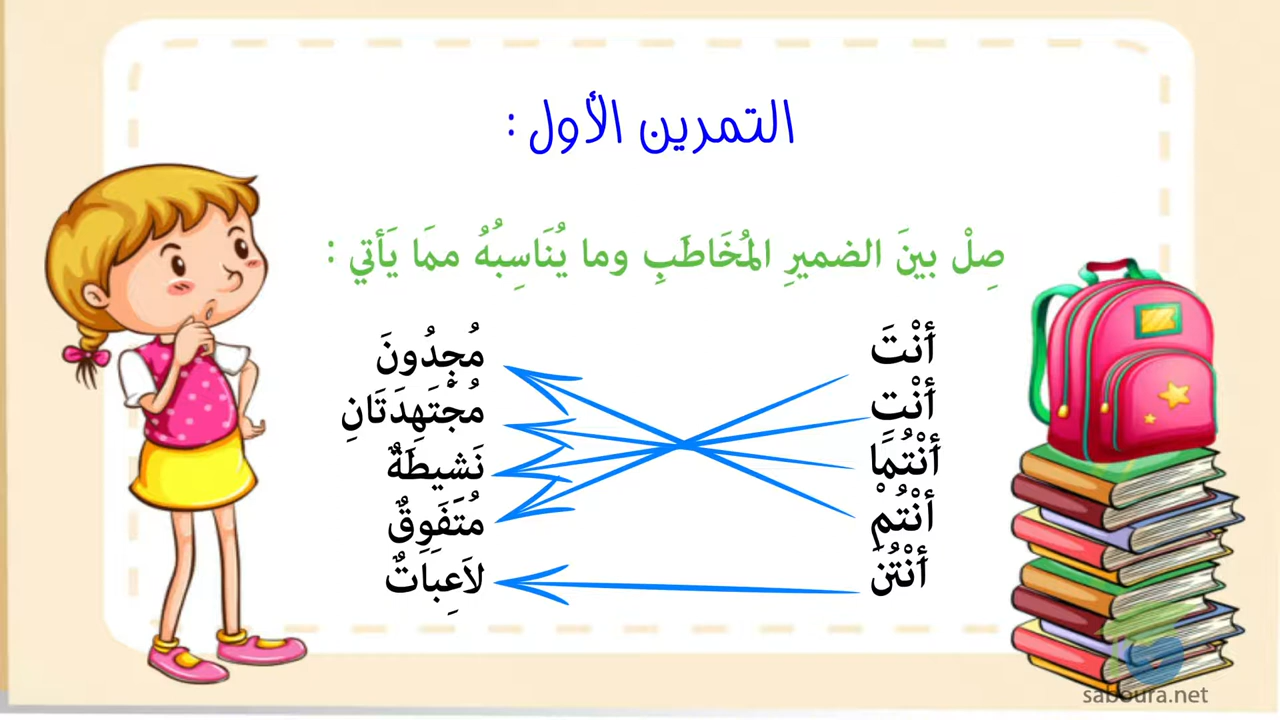 التمرين الأول :
صِلْ بينَ الضميرِ المُخَاطَبِ وما يُنَاسِبُهُ ممَا يَأتي :
أَنْتَ
أَنْتِ
أَنْتُمَا
أَنْتُمْ
أَنْتُنَ
مُجِدُونَ
مُجْتَهِدَتَانِ
نَشِيطَةٌ
مُتَفَوِقٌ
لاَعِبَاتٌ
saboura.net